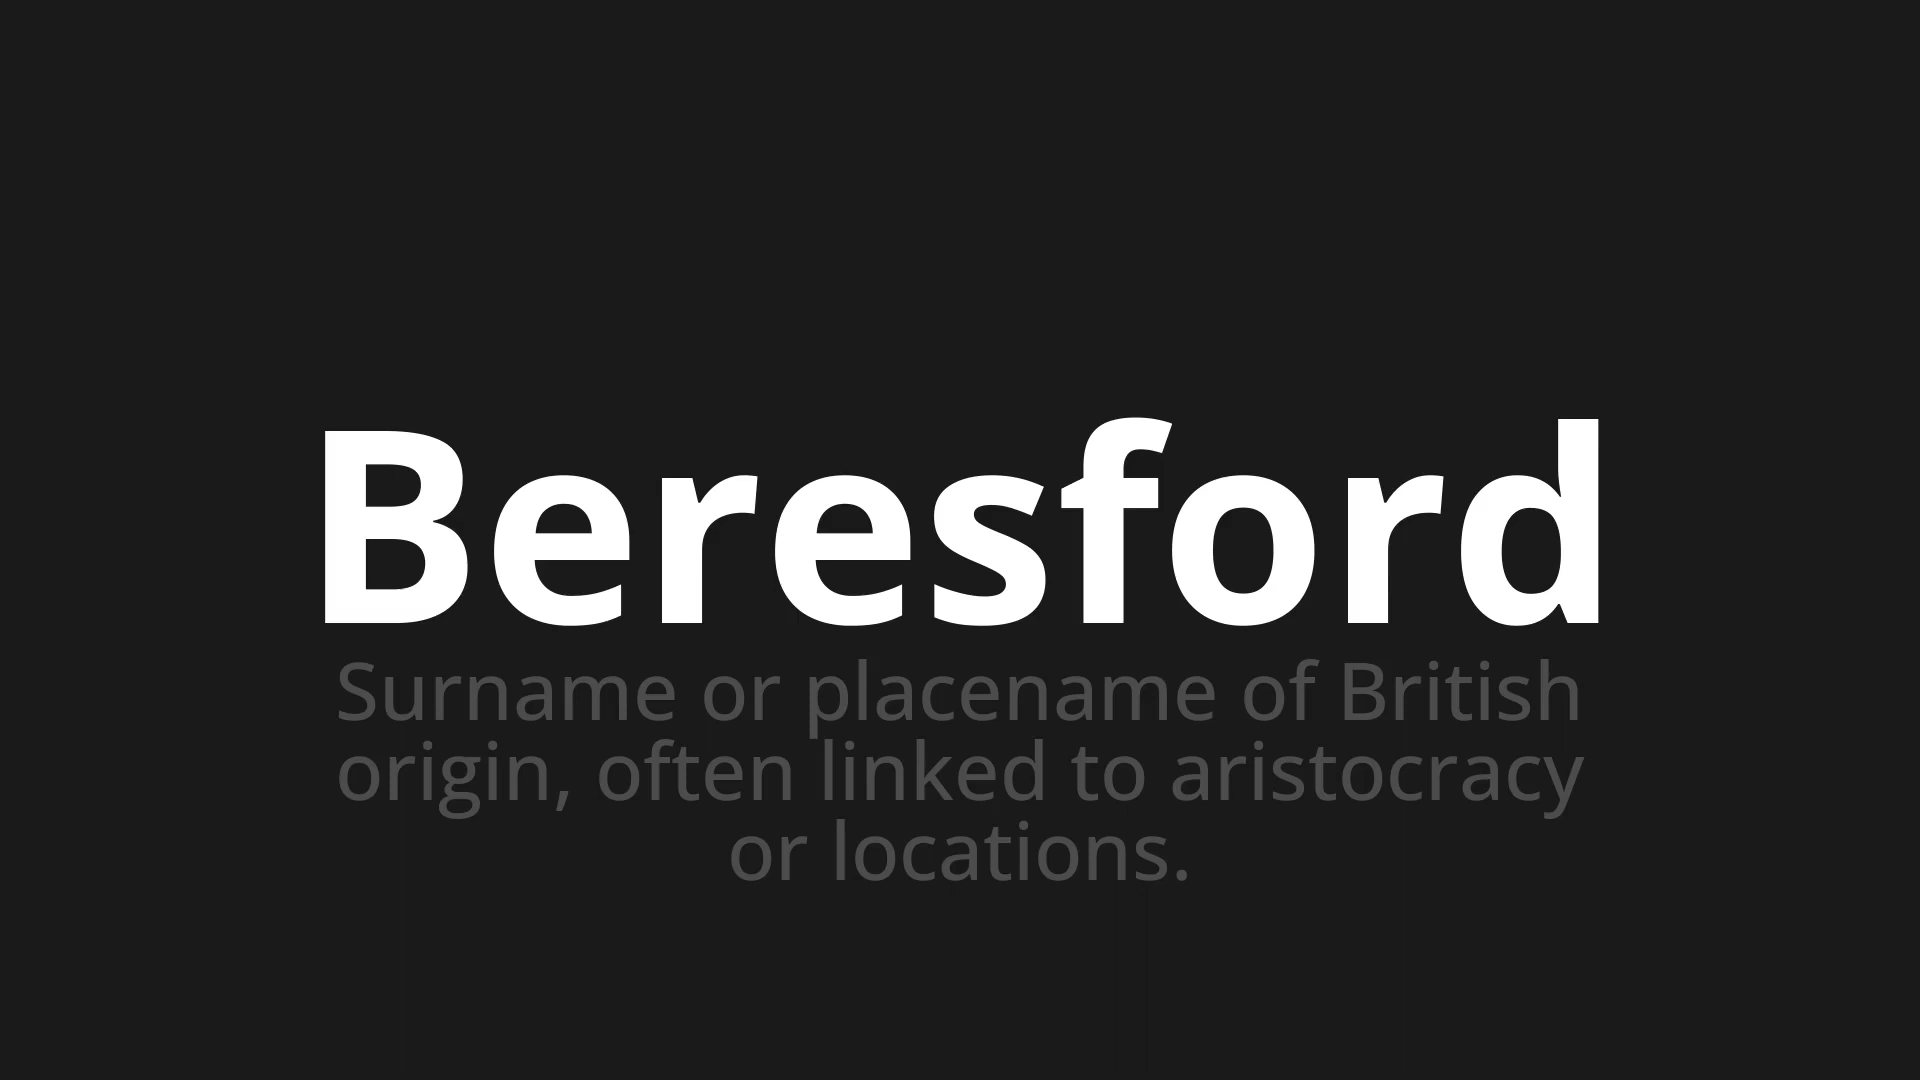 Beresford
Surname or placename of British
origin, often linked to aristocracy
or locations.